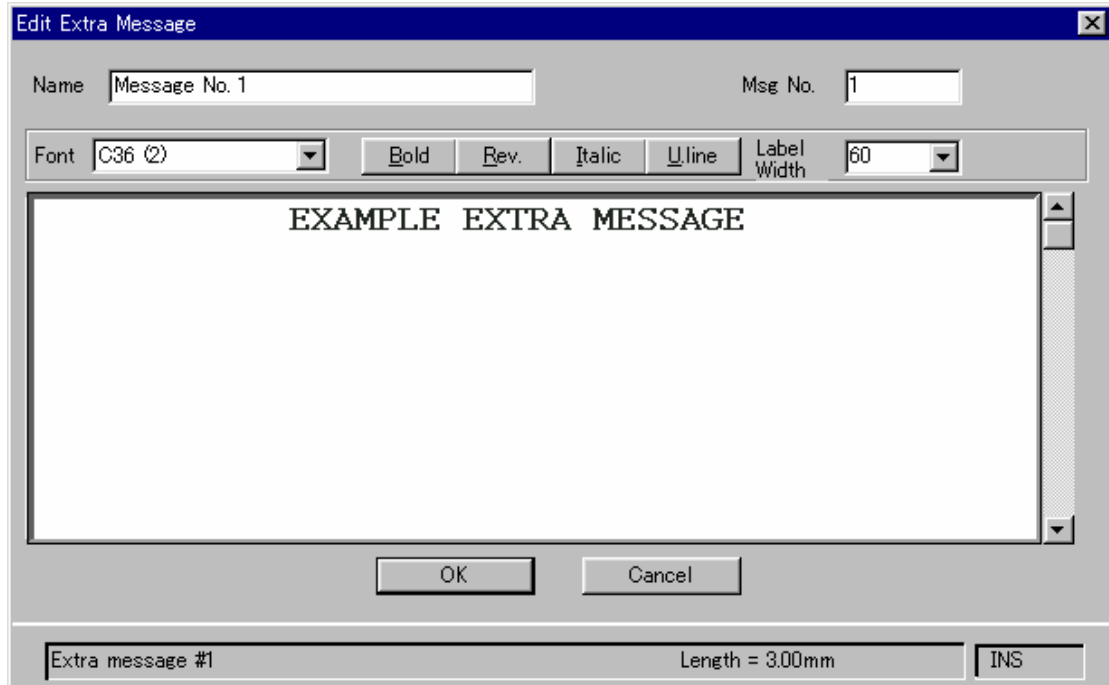 Edit Extra Message
Name Message No. 1 Msg No. 1
Font C36 (2) Bold Rev. Italic U.line Label Width 60
EXAMPLE EXTRA MESSAGE
OK Cancel
Extra message #1 Length = 3.00mm INS